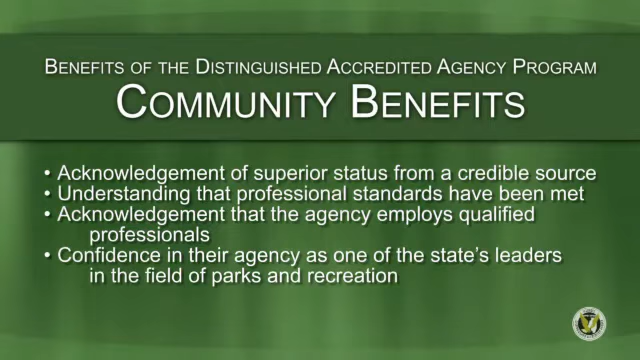 Benefits of the Distinguished Accredited Agency Program
Community Benefits
• Acknowledgement of superior status from a credible source
• Understanding that professional standards have been met
• Acknowledgement that the agency employs qualified
professionals
• Confidence in their agency as one of the state's leaders
in the field of parks and recreation